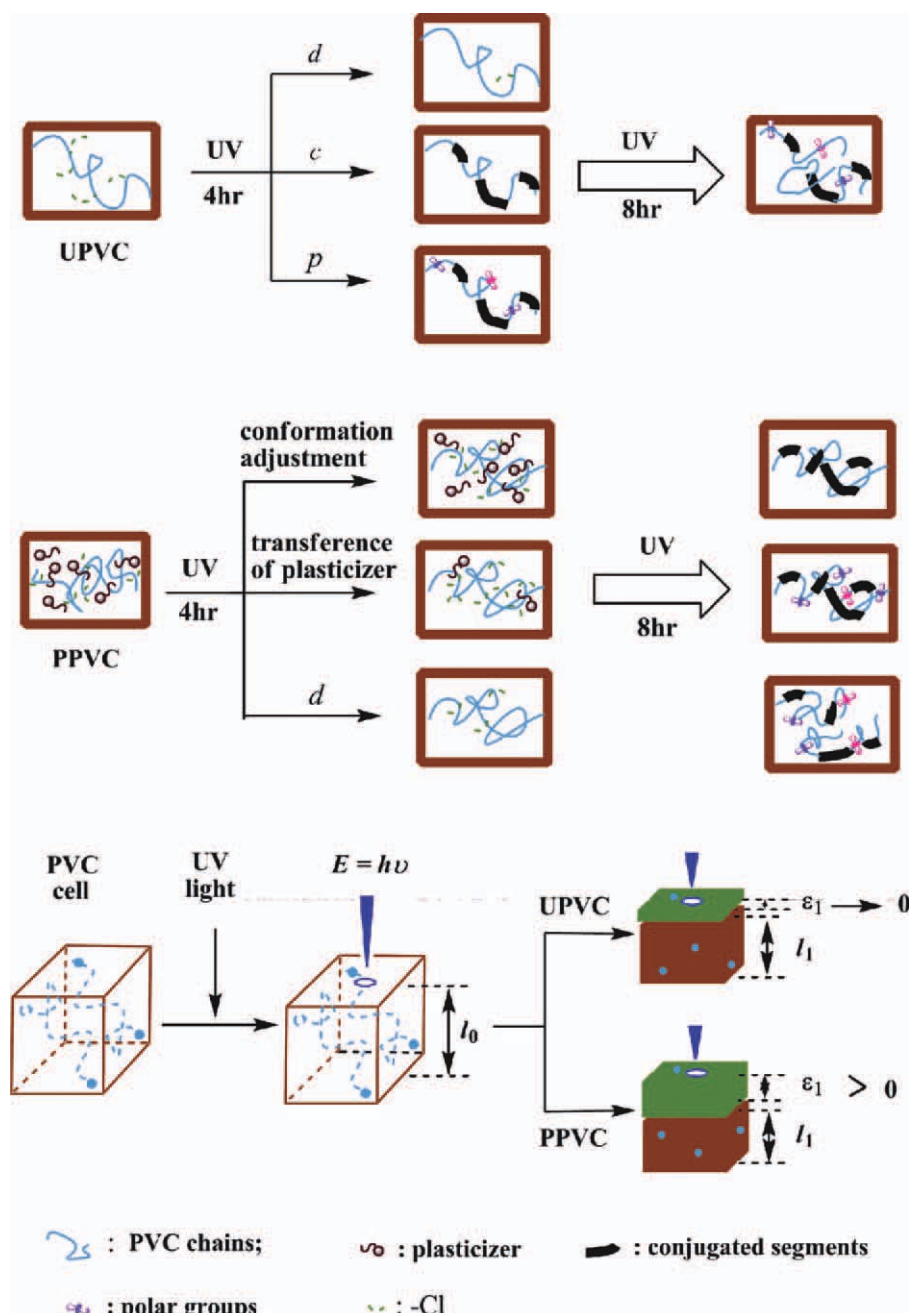 d
UV
c
UV
4hr
8hr
UPVC
p
conformation
adjustment
transference
of plasticizer
UV
UV
4hr
8hr
PPVC
d
PVC
cell
UV
light
E = hυ
UPVC
ε1 → 0
l1
l0
ε1 > 0
PPVC
l1
: PVC chains;
: plasticizer
: conjugated segments
: polar groups
: -Cl